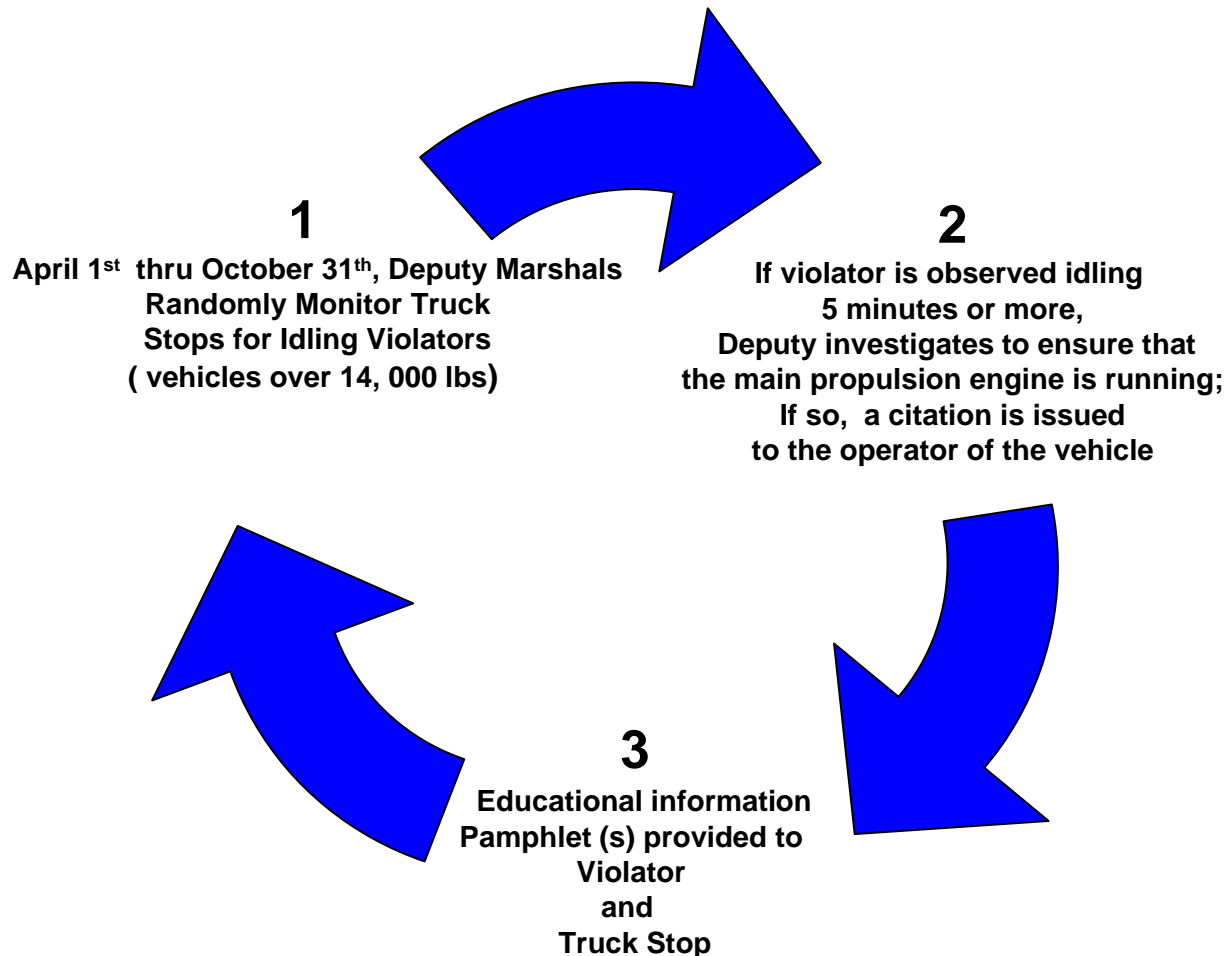 1
April 1st thru October 31th, Deputy Marshals
Randomly Monitor Truck
Stops for Idling Violators
( vehicles over 14, 000 lbs)
2
If violator is observed idling
5 minutes or more,
Deputy investigates to ensure that
the main propulsion engine is running;
If so, a citation is issued
to the operator of the vehicle
3
Educational information
Pamphlet (s) provided to
Violator
and
Truck Stop